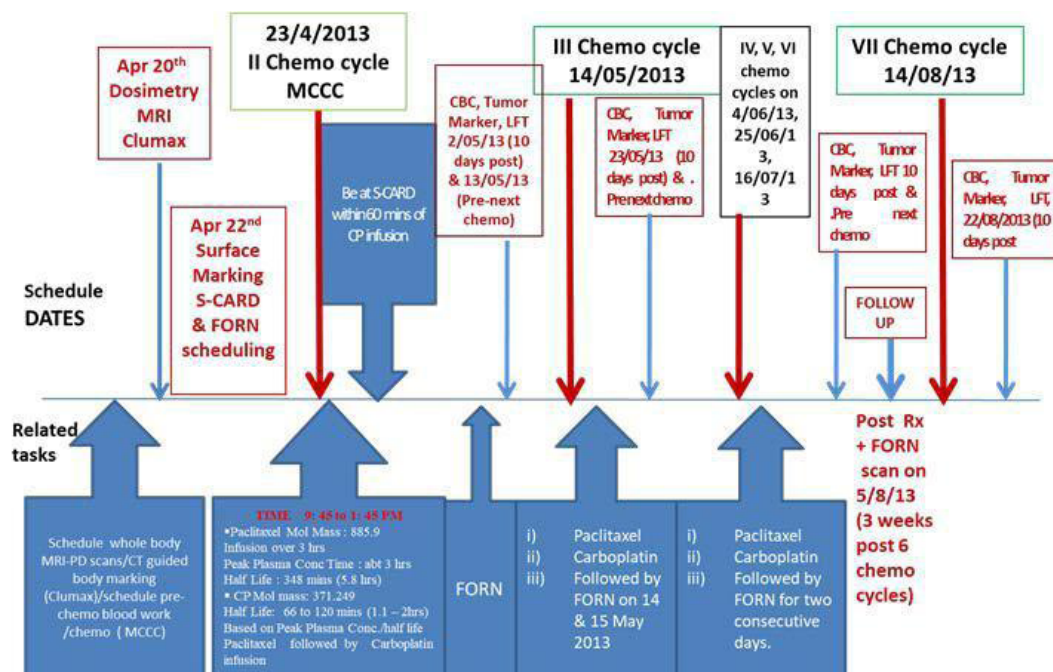 Apr 20th
Dosimetry
MRI
Clumax
Apr 22nd
Surface
Marking
S-CARD
& FORN
scheduling
23/4/2013
II Chemo cycle
MCCC
Be at S-CARD
within 60 mins of
CP infusion
CBC, Tumor
Marker, LFT
2/05/13 (10
days post)
& 13/05/13
(Pre-next
chemo)
III Chemo cycle
14/05/2013
CBC, Tumor
Marker, LFT
23/05/13 (10
days post) & .
Pre next chemo
IV, V, VI
chemo
cycles on
4/06/13,
25/06/1
3,
16/07/1
3
CBC, Tumor
Marker, LFT 10
days post &
.Pre next
chemo
FOLLOW
UP
VII Chemo cycle
14/08/13
CBC, Tumor
Marker, LFT,
22/08/2013 (10
days post
Schedule
DATES
Related
tasks
Schedule whole body
MRI-PD scans/CT guided
body marking
(Clumax)/schedule pre-
chemo blood work
/chemo ( MCCC)
TIME 9: 45 to 1: 45 PM
▪Paclitaxel Mol Mass : 885.9
Infusion over 3 hrs
Peak Plasma Conc Time : abt 3 hrs
Half Life : 348 mins (5.8 hrs)
▪ CP Mol mass: 371.249
Half Life: 66 to 120 mins (1.1 – 2hrs)
Based on Peak Plasma Conc./half life
Paclitaxel followed by Carboplatin
infusion
FORN
i) Paclitaxel
ii) Carboplatin
iii) Followed by
FORN on 14
& 15 May
2013
i) Paclitaxel
ii) Carboplatin
iii) Followed by
FORN for two
consecutive
days.
Post Rx
+ FORN
scan on
5/8/13
(3 weeks
post 6
chemo
cycles)